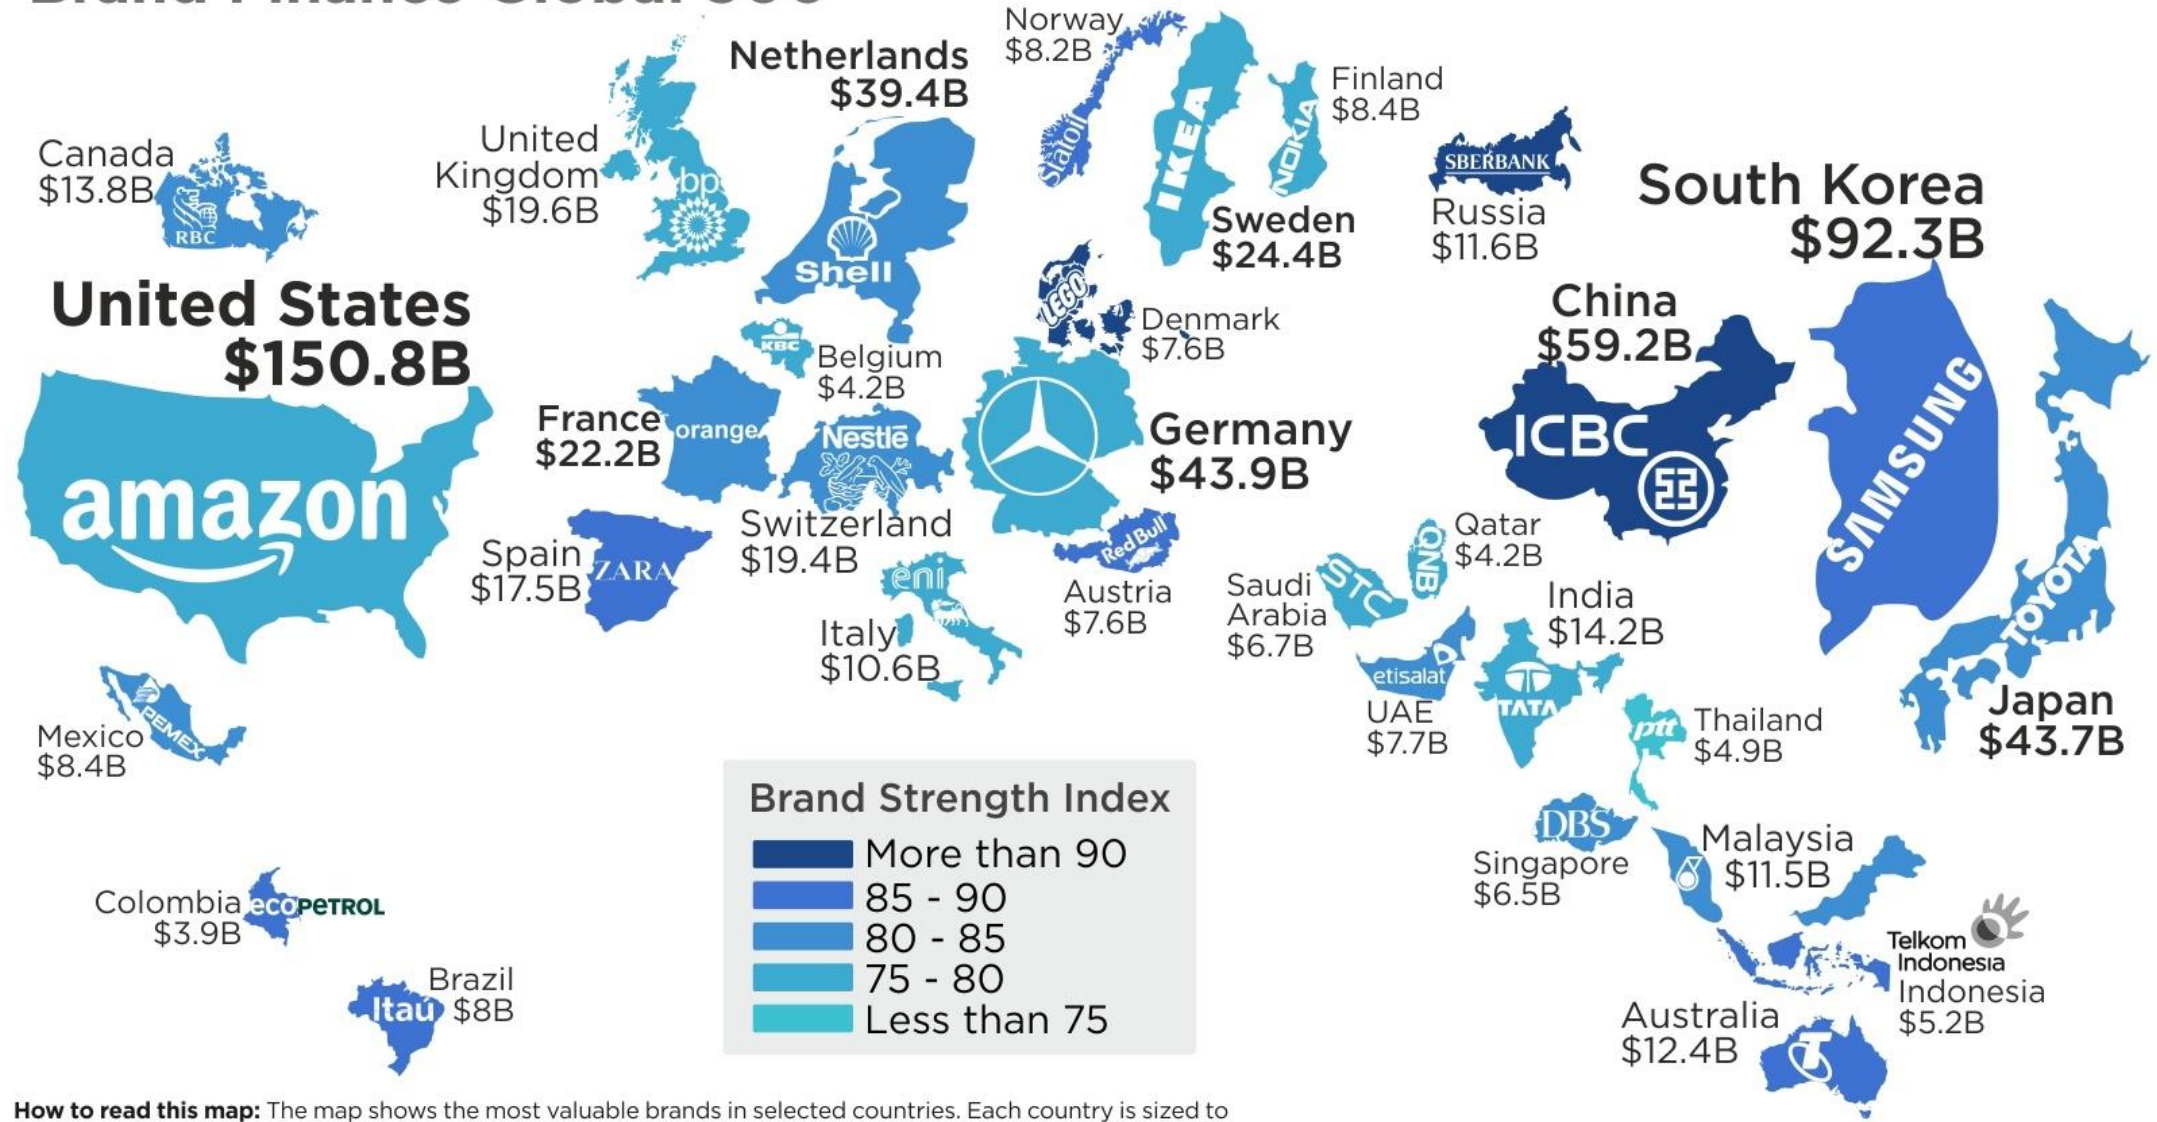 Brand Finance Global 500
Norway
$8.2B
Statoil
Netherlands
$39.4B
Shell
IKEA
Sweden
$24.4B
Finland
$8.4B
NOKIA
Canada
$13.8B
RBC
United
Kingdom
$19.6B
bp
SBERBANK
Russia
$11.6B
South Korea
$92.3B
SAMSUNG
United States
$150.8B
amazon
KBC
Belgium
$4.2B
LEGO
Denmark
$7.6B
China
$59.2B
ICBC
France
$22.2B
orange
Nestlé
Switzerland
$19.4B
Germany
$43.9B
Spain
$17.5B
ZARA
eni
Italy
$10.6B
Red Bull
Austria
$7.6B
Saudi
Arabia
$6.7B
STC
QNB
Qatar
$4.2B
India
$14.2B
TATA
etisalat
UAE
$7.7B
TOYOTA
Japan
$43.7B
Mexico
$8.4B
PEMEX
ptt
Thailand
$4.9B
DBS
Singapore
$6.5B
Malaysia
$11.5B
Colombia
$3.9B
ecopetrol
Brazil
$8B
Itaú
Telkom
Indonesia
Indonesia
$5.2B
Australia
$12.4B
T
Brand Strength Index
More than 90
85 - 90
80 - 85
75 - 80
Less than 75
How to read this map: The map shows the most valuable brands in selected countries. Each country is sized to